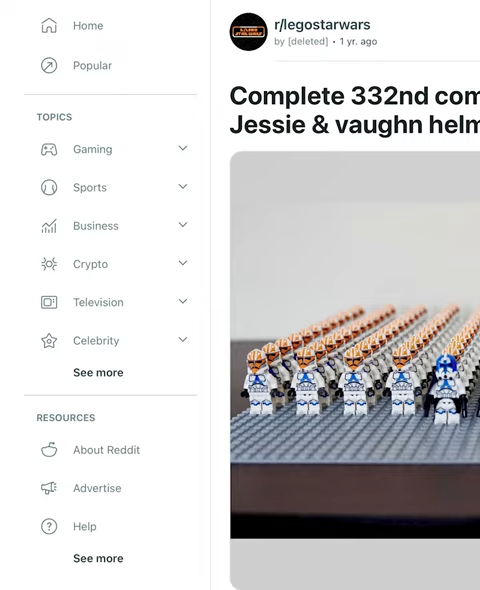 Home
Popular
TOPICS
Gaming
Sports
Business
Crypto
Television
Celebrity
See more
RESOURCES
About Reddit
Advertise
Help
See more
r/legostarwars
by [deleted] • 1 yr. ago
Complete 332nd com
Jessie & vaughn helm